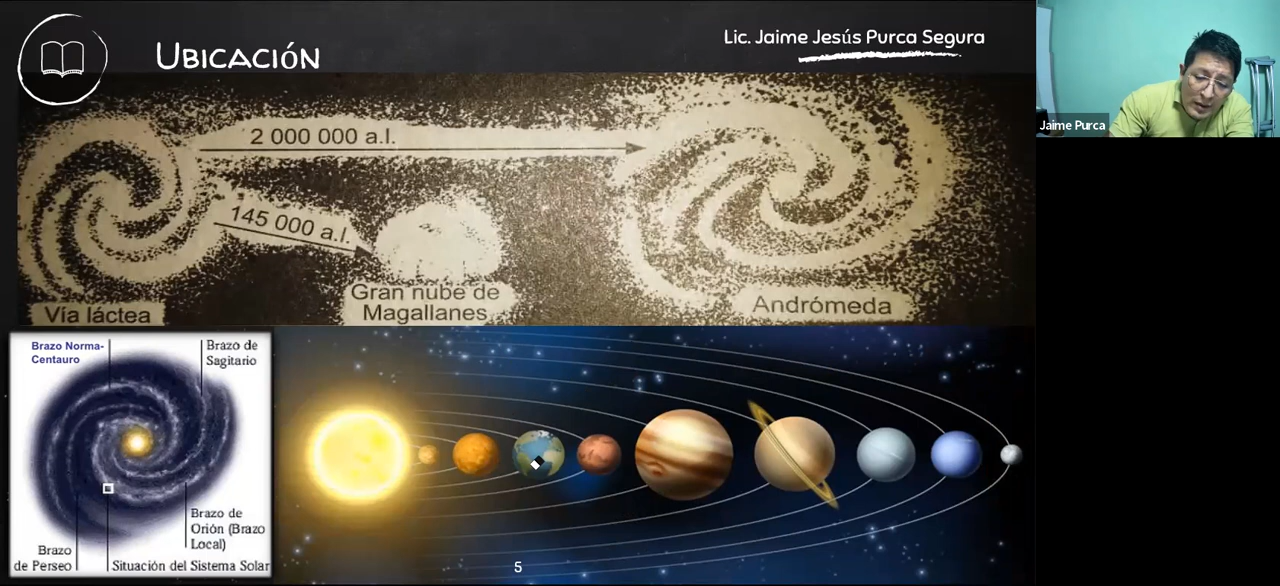 UBICACIÓN
Lic. Jaime Jesús Purca Segura
Jaime Purca
2 000 000 a.l.
145 000 a.l.
Gran nube de
Magallanes
Vía láctea
Andrómeda
Brazo Norma-
Centauro
Brazo de
Sagitario
Brazo de
Orión (Brazo
Local)
Brazo
de Perseo
Situación del Sistema Solar
5